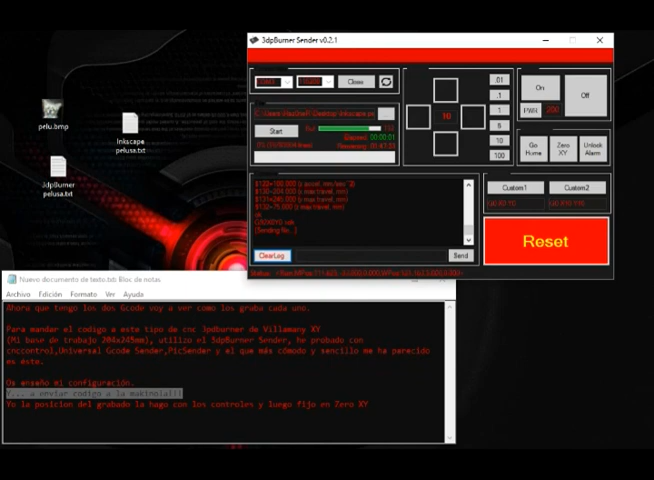 3dpBurner Sender v0.2.1
pelu.bmp
Inkscape
pelusa.txt
3dpBurner
pelusa.txt
Close
Start
.01
.1
1
5
10
100
10
On
Off
PWR
200
Go
Home
Zero
XY
Unlock
Alarm
Custom1
Custom2
ok
[Sending file...]
ClearLog
Send
Reset
Nuevo documento de texto.txt: Bloc de notas
Archivo Edición Formato Ver Ayuda
Ahora que tengo los dos Gcode voy a ver como los graba cada uno.
Para mandar el codigo a este tipo de cnc 3pdburner de Villamany XY
(Mi base de trabajo 204x245mm), utilizo el 3dpBurner Sender, he probado con
cnccontrol,Universal Gcode Sender,PicSender y el que más cómodo y sencillo me ha parecido
es este.
Os enseño mi configuración.
Y... a enviar codigo a la makinola!!!
Yo la posicion del grabado la hago con los controles y luego fijo en Zero XY